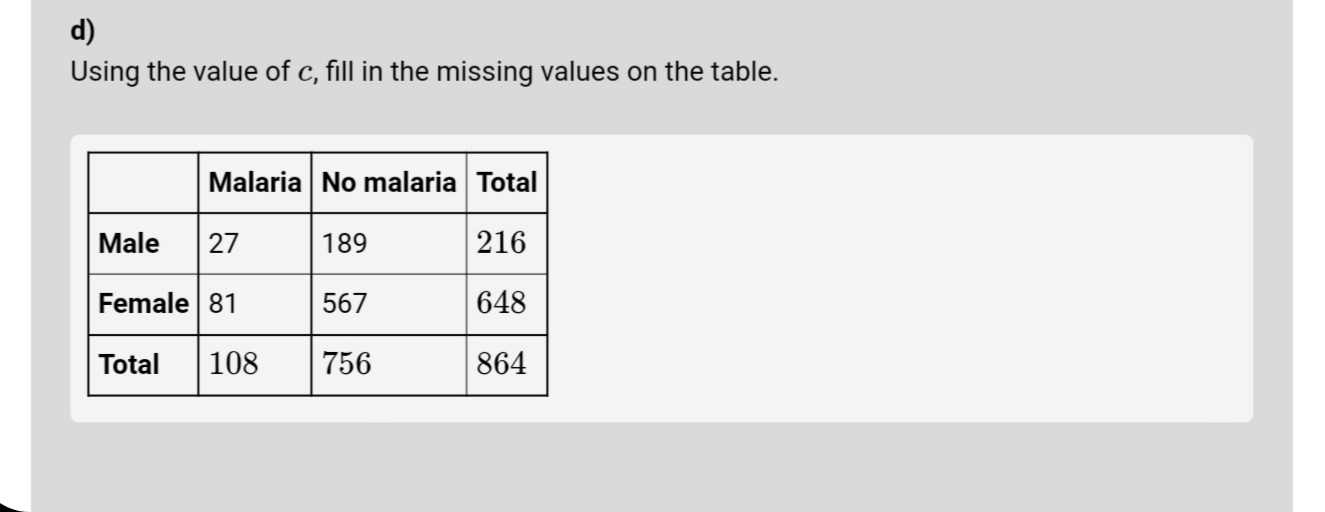 d)
Using the value of c, fill in the missing values on the table.
Malaria No malaria Total
Male 27 189 216
Female 81 567 648
Total 108 756 864